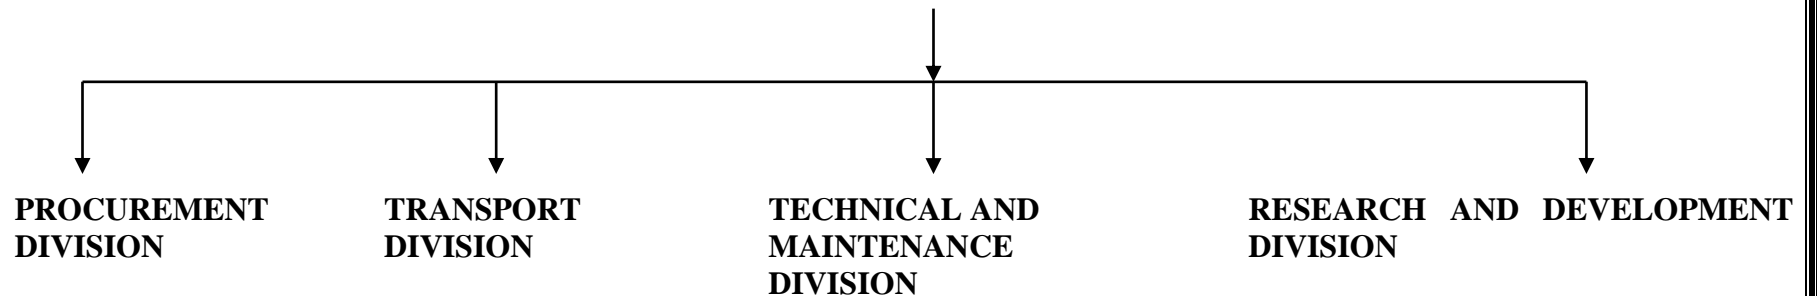 PROCUREMENT DIVISION
TRANSPORT DIVISION
TECHNICAL AND MAINTENANCE DIVISION
RESEARCH AND DEVELOPMENT DIVISION